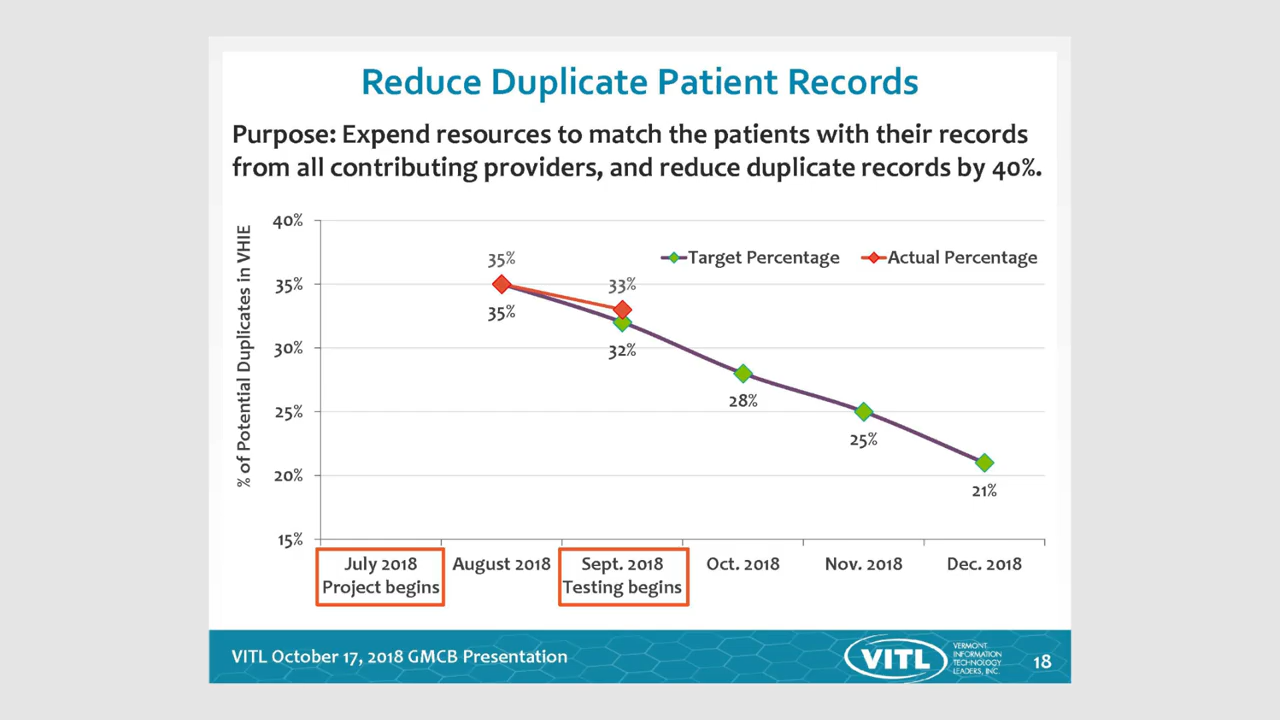 Reduce Duplicate Patient Records
Purpose: Expend resources to match the patients with their records
from all contributing providers, and reduce duplicate records by 40%.
% of Potential Duplicates in VHIE
40%
35%
30%
25%
20%
15%
Target Percentage
Actual Percentage
35%
33%
35%
32%
28%
25%
21%
July 2018
Project begins
August 2018
Sept. 2018
Testing begins
Oct. 2018
Nov. 2018
Dec. 2018
VITL October 17, 2018 GMCB Presentation
VITL
VERMONT
INFORMATION
TECHNOLOGY
LEADERS, INC.
18